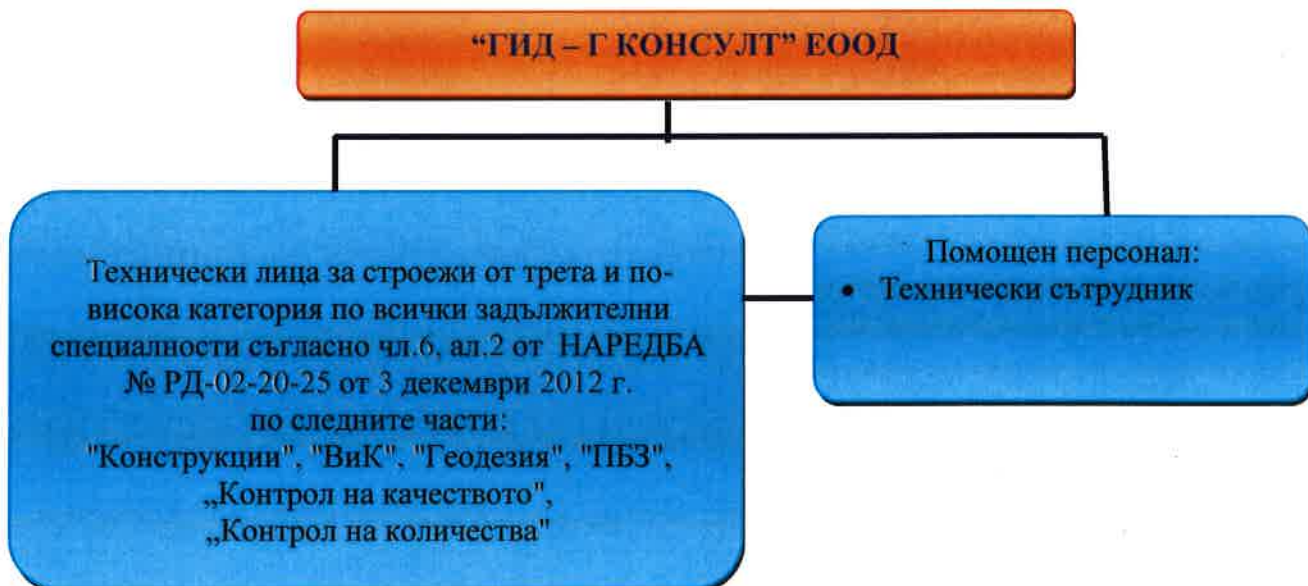 “ГИД – Г КОНСУЛТ” ЕООД
Технически лица за строежи от трета и по-
висока категория по всички задължителни
специалности съгласно чл.6, ал.2 от НАРЕДБА
№ РД-02-20-25 от 3 декември 2012 г.
по следните части:
"Конструкции", "ВиК", "Геодезия", "ПБЗ",
„Контрол на качеството",
„Контрол на количества"
Помощен персонал:
• Технически сътрудник